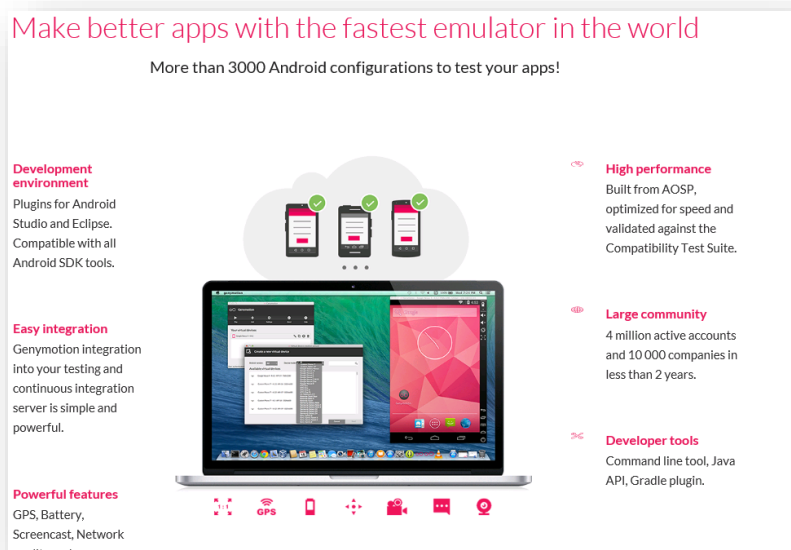 Make better apps with the fastest emulator in the world
More than 3000 Android configurations to test your apps!
Development
environment
Plugins for Android
Studio and Eclipse.
Compatible with all
Android SDK tools.
Easy integration
Genymotion integration
into your testing and
continuous integration
server is simple and
powerful.
Powerful features
GPS, Battery,
Screencast, Network
Create a new virtual device
1:1
GPS
High performance
Built from AOSP,
optimized for speed and
validated against the
Compatibility Test Suite.
Large community
4 million active accounts
and 10 000 companies in
less than 2 years.
Developer tools
Command line tool, Java
API, Gradle plugin.